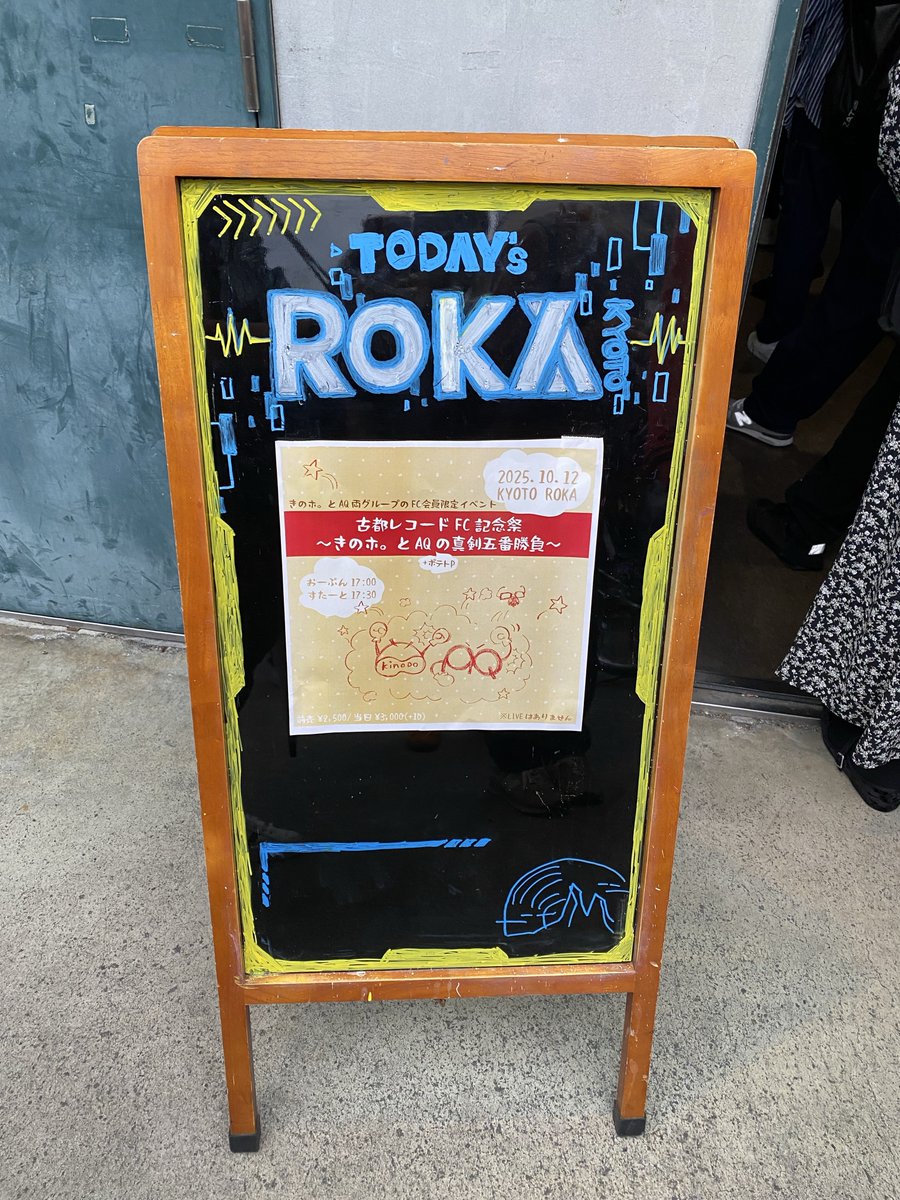 TODAY's
ROKA
KYOTO
2025.10.12
KYOTO ROKA
きのホ。とAQ両グループのFC会員限定イベント
古都レコードFC記念祭
～きのホ。とAQの真剣五番勝負～
+ポテトP
おーぷん 17:00
すたーと 17:30
kinopo
AQ
前売 ¥2,500/ 当日 ¥3,000(+1D)
※LIVEはありません